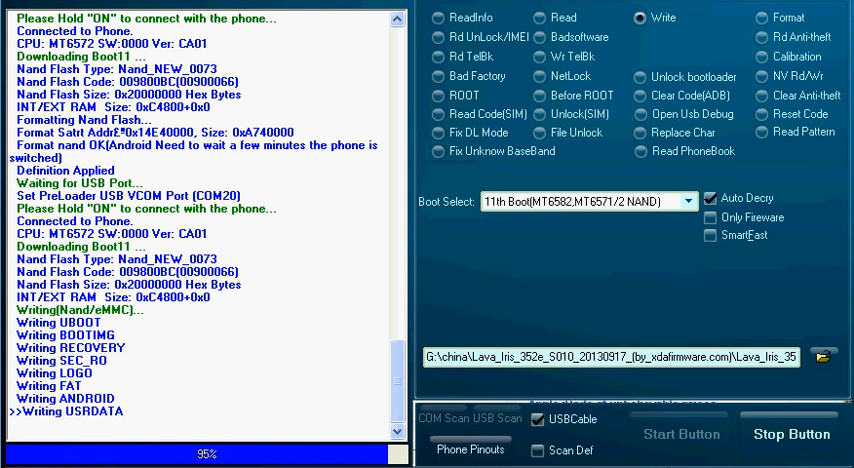 Please Hold "ON" to connect with the phone...
Connected to Phone.
CPU: MT6572 SW:0000 Ver: CA01
Downloading Boot11 ...
Nand Flash Type: Nand_NEW_0073
Nand Flash Code: 009800BC(00900066)
Nand Flash Size: 0x20000000 Hex Bytes
INT/EXT RAM Size: 0xC4800+0x0
Formatting Nand Flash...
Format Satrt Addr£º0x14E40000, Size: 0xA740000
Format nand OK(Android Need to wait a few minutes the phone is
switched)
Definition Applied
Waiting for USB Port...
Set PreLoader USB VCOM Port (COM20)
Please Hold "ON" to connect with the phone...
Connected to Phone.
CPU: MT6572 SW:0000 Ver: CA01
Downloading Boot11 ...
Nand Flash Type: Nand_NEW_0073
Nand Flash Code: 009800BC(00900066)
Nand Flash Size: 0x20000000 Hex Bytes
INT/EXT RAM Size: 0xC4800+0x0
Writing(Nand/eMMC)...
Writing UBOOT
Writing BOOTIMG
Writing RECOVERY
Writing SEC_RO
Writing LOGO
Writing FAT
Writing ANDROID
>>Writing USRDATA
95%
ReadInfo Read Write Format
Rd UnLock/IMEI Badsoftware Rd Anti-theft
Rd TelBk Wr TelBk Calibration
Bad Factory NetLock Unlock bootloader NV Rd/Wr
ROOT Before ROOT Clear Code(ADB) Clear Anti-theft
Read Code(SIM) Unlock(SIM) Open Usb Debug Reset Code
Fix DL Mode File Unlock Replace Char Read Pattern
Fix Unknow BaseBand Read PhoneBook
Boot Select: 11th Boot(MT6582,MT6571/2 NAND) Auto Decry
Only Fireware
SmartFast
G:\china\Lava_Iris_352e_S010_20130917_(by_xdafirmware.com)\Lava_Iris_35
COM Scan USB Scan USBCable
Start Button Stop Button
Phone Pinouts Scan Def